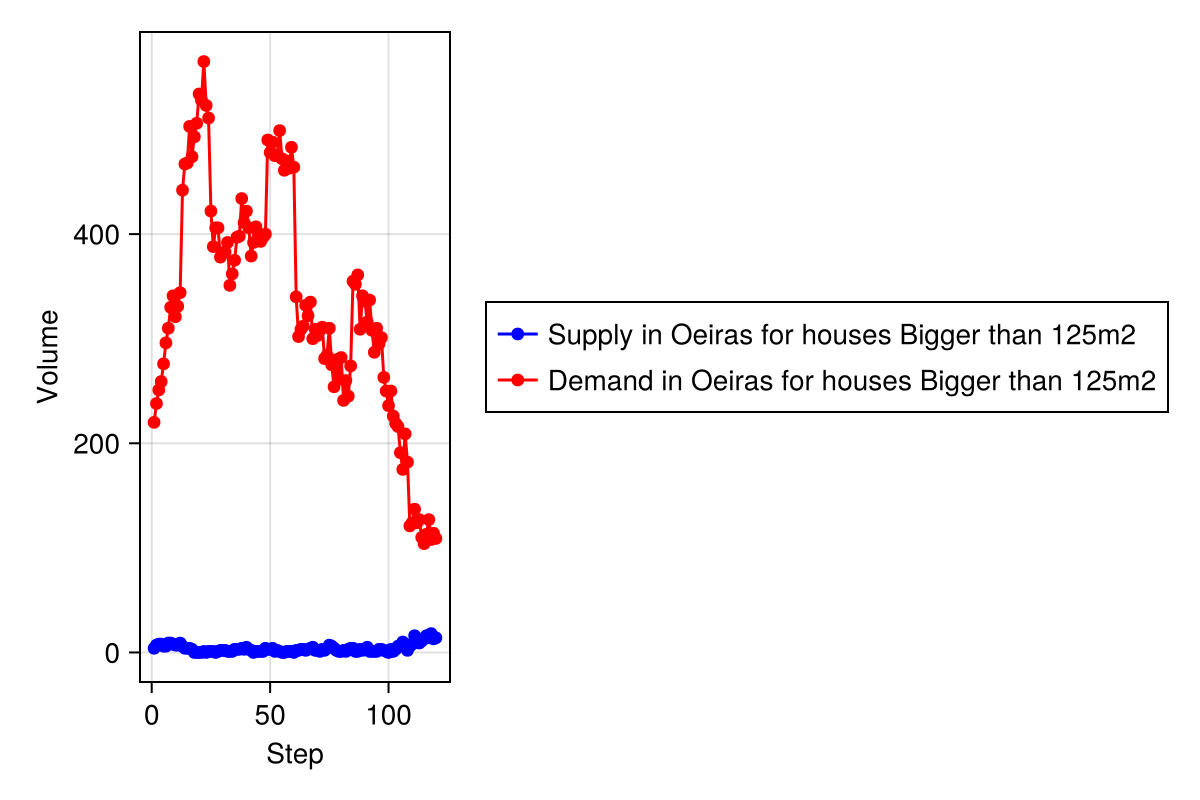 Volume
400
200
0
0 50 100
Step
Supply in Oeiras for houses Bigger than 125m2
Demand in Oeiras for houses Bigger than 125m2